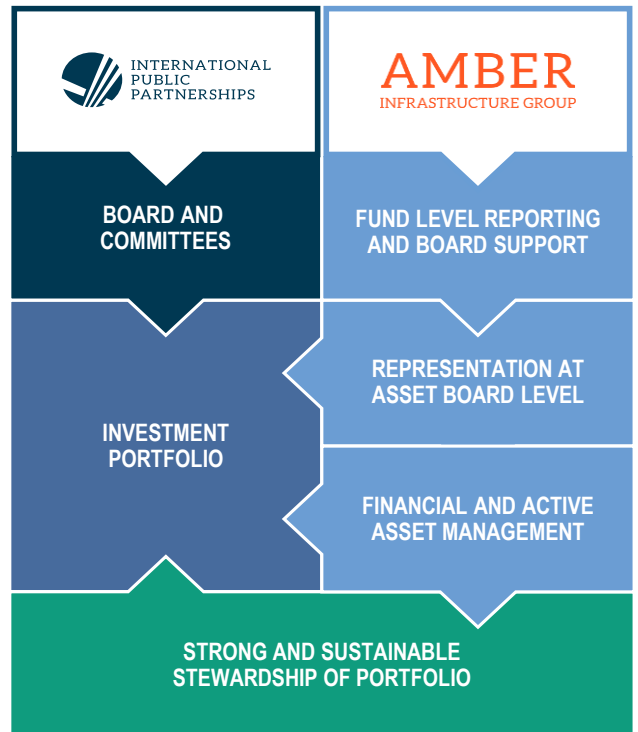 INTERNATIONAL
PUBLIC
PARTNERSHIPS
AMBER
INFRASTRUCTURE GROUP
BOARD AND
COMMITTEES
FUND LEVEL REPORTING
AND BOARD SUPPORT
REPRESENTATION AT
ASSET BOARD LEVEL
INVESTMENT
PORTFOLIO
FINANCIAL AND ACTIVE
ASSET MANAGEMENT
STRONG AND SUSTAINABLE
STEWARDSHIP OF PORTFOLIO